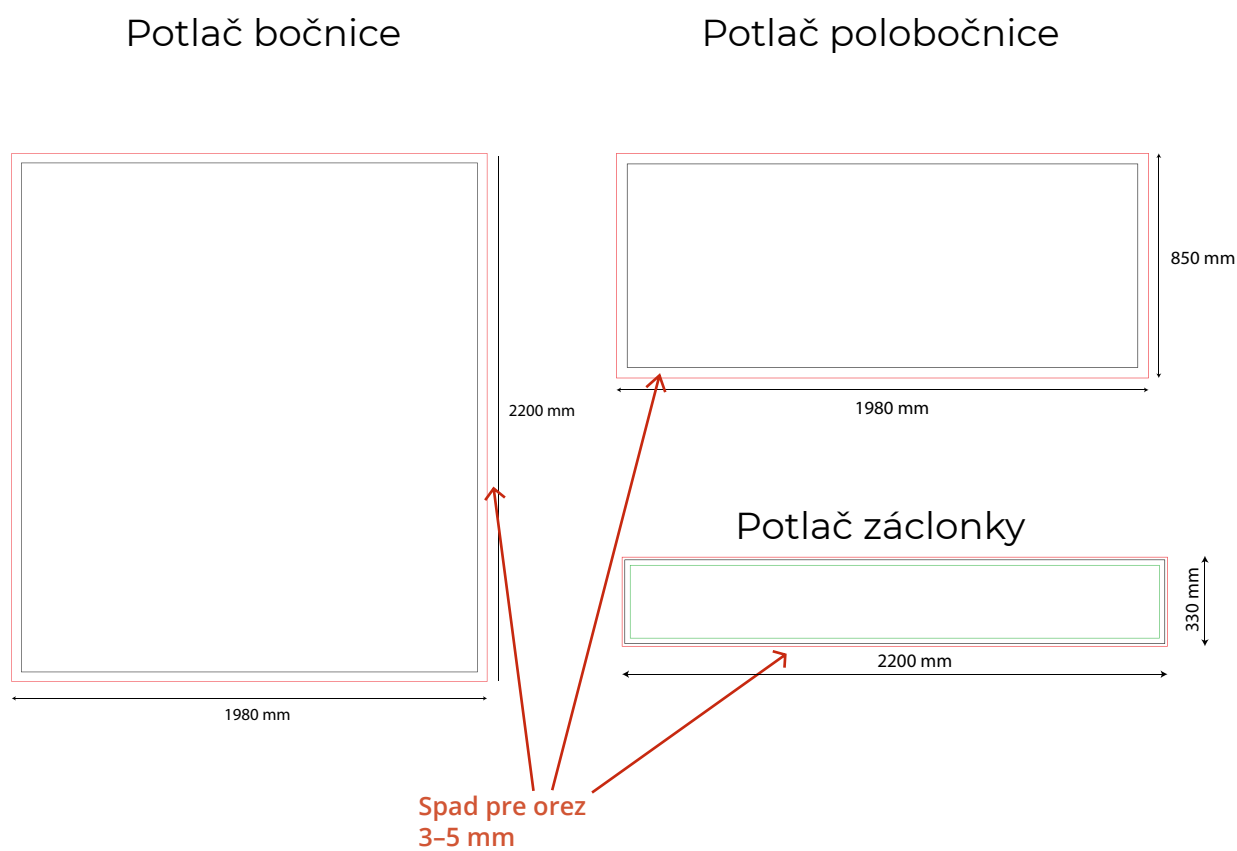 Potlač bočnice
Potlač polobočnice
850 mm
1980 mm
2200 mm
Potlač záclonky
330 mm
2200 mm
1980 mm
Spad pre orez
3–5 mm